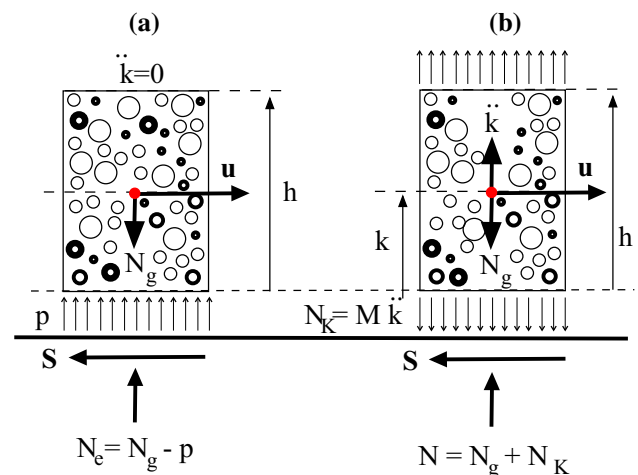 (a)
k̈=0
u
h
N_g
p
S
N_e = N_g - p
(b)
k̈
u
h
k
N_g
N_K = M k̈
S
N = N_g + N_K